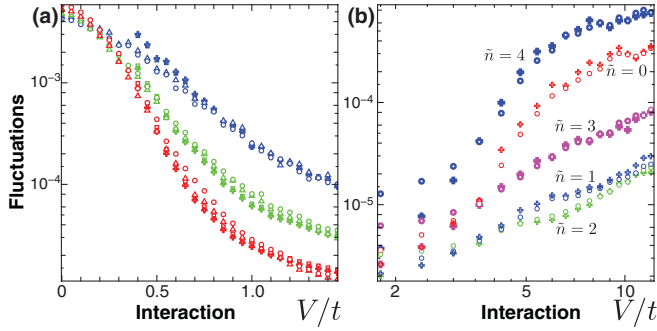 (a)
Fluctuations
10⁻³
10⁻⁴
0
0.5
1.0
Interaction V/t
(b)
ñ = 4
ñ = 0
ñ = 3
ñ = 1
ñ = 2
10⁻⁴
10⁻⁵
2
5
10
Interaction V/t